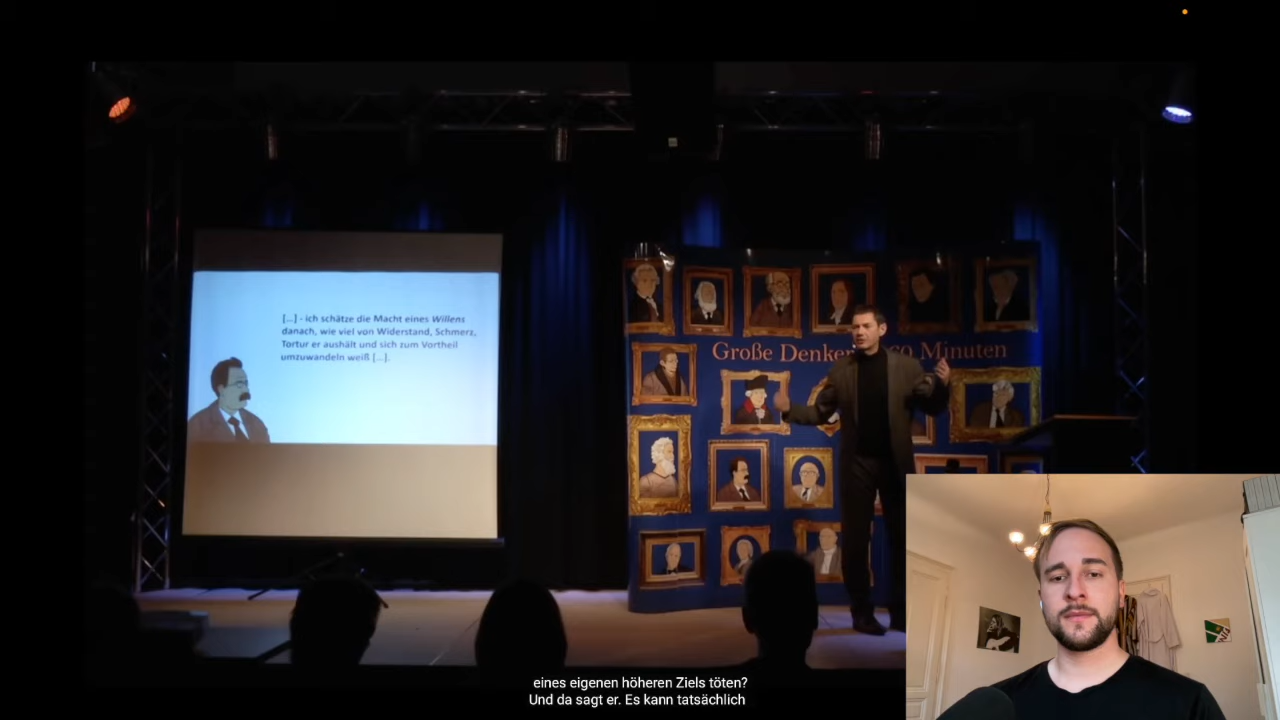 [...] - ich schätze die Macht eines Willens
danach, wie viel von Widerstand, Schmerz,
Tortur er aushält und sich zum Vortheil
umzuwandeln weiß [...].
Große Denker 60 Minuten
eines eigenen höheren Ziels töten?
Und da sagt er. Es kann tatsächlich